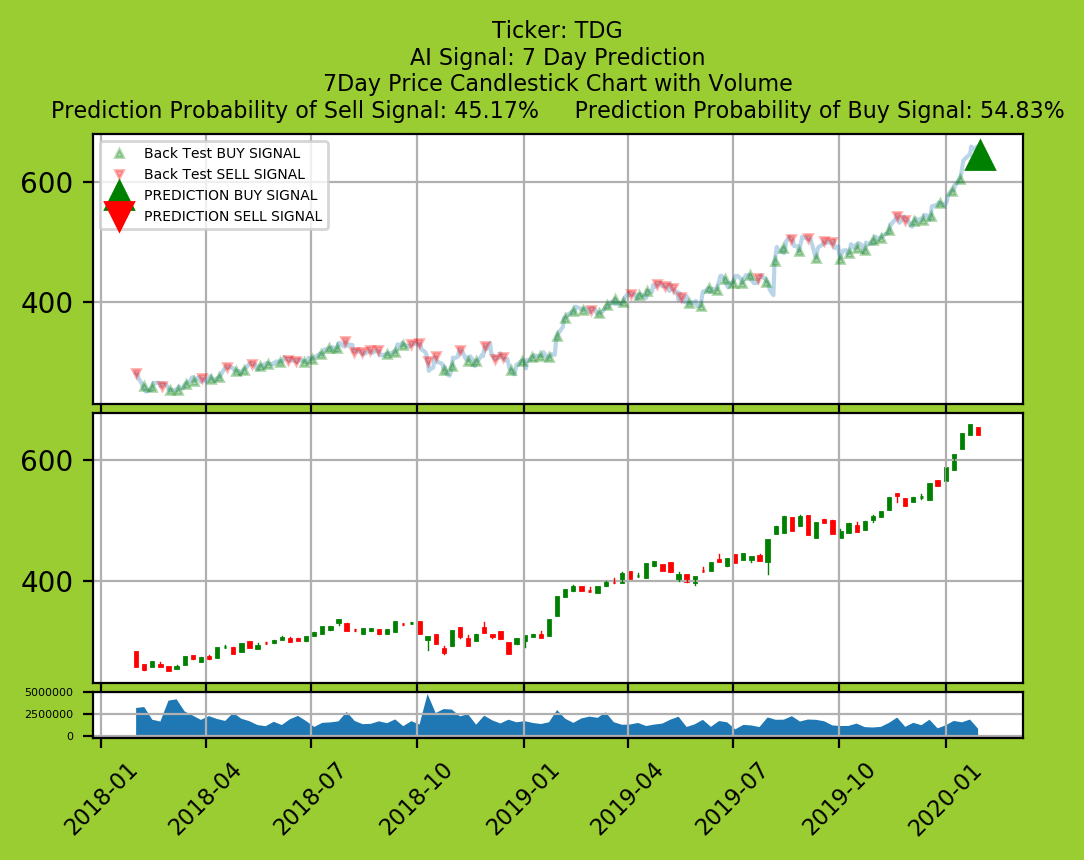 Ticker: TDG
AI Signal: 7 Day Prediction
7Day Price Candlestick Chart with Volume
Prediction Probability of Sell Signal: 45.17%     Prediction Probability of Buy Signal: 54.83%
Back Test BUY SIGNAL
Back Test SELL SIGNAL
PREDICTION BUY SIGNAL
PREDICTION SELL SIGNAL
600
400
600
400
5000000
2500000
0
2018-01
2018-04
2018-07
2018-10
2019-01
2019-04
2019-07
2019-10
2020-01